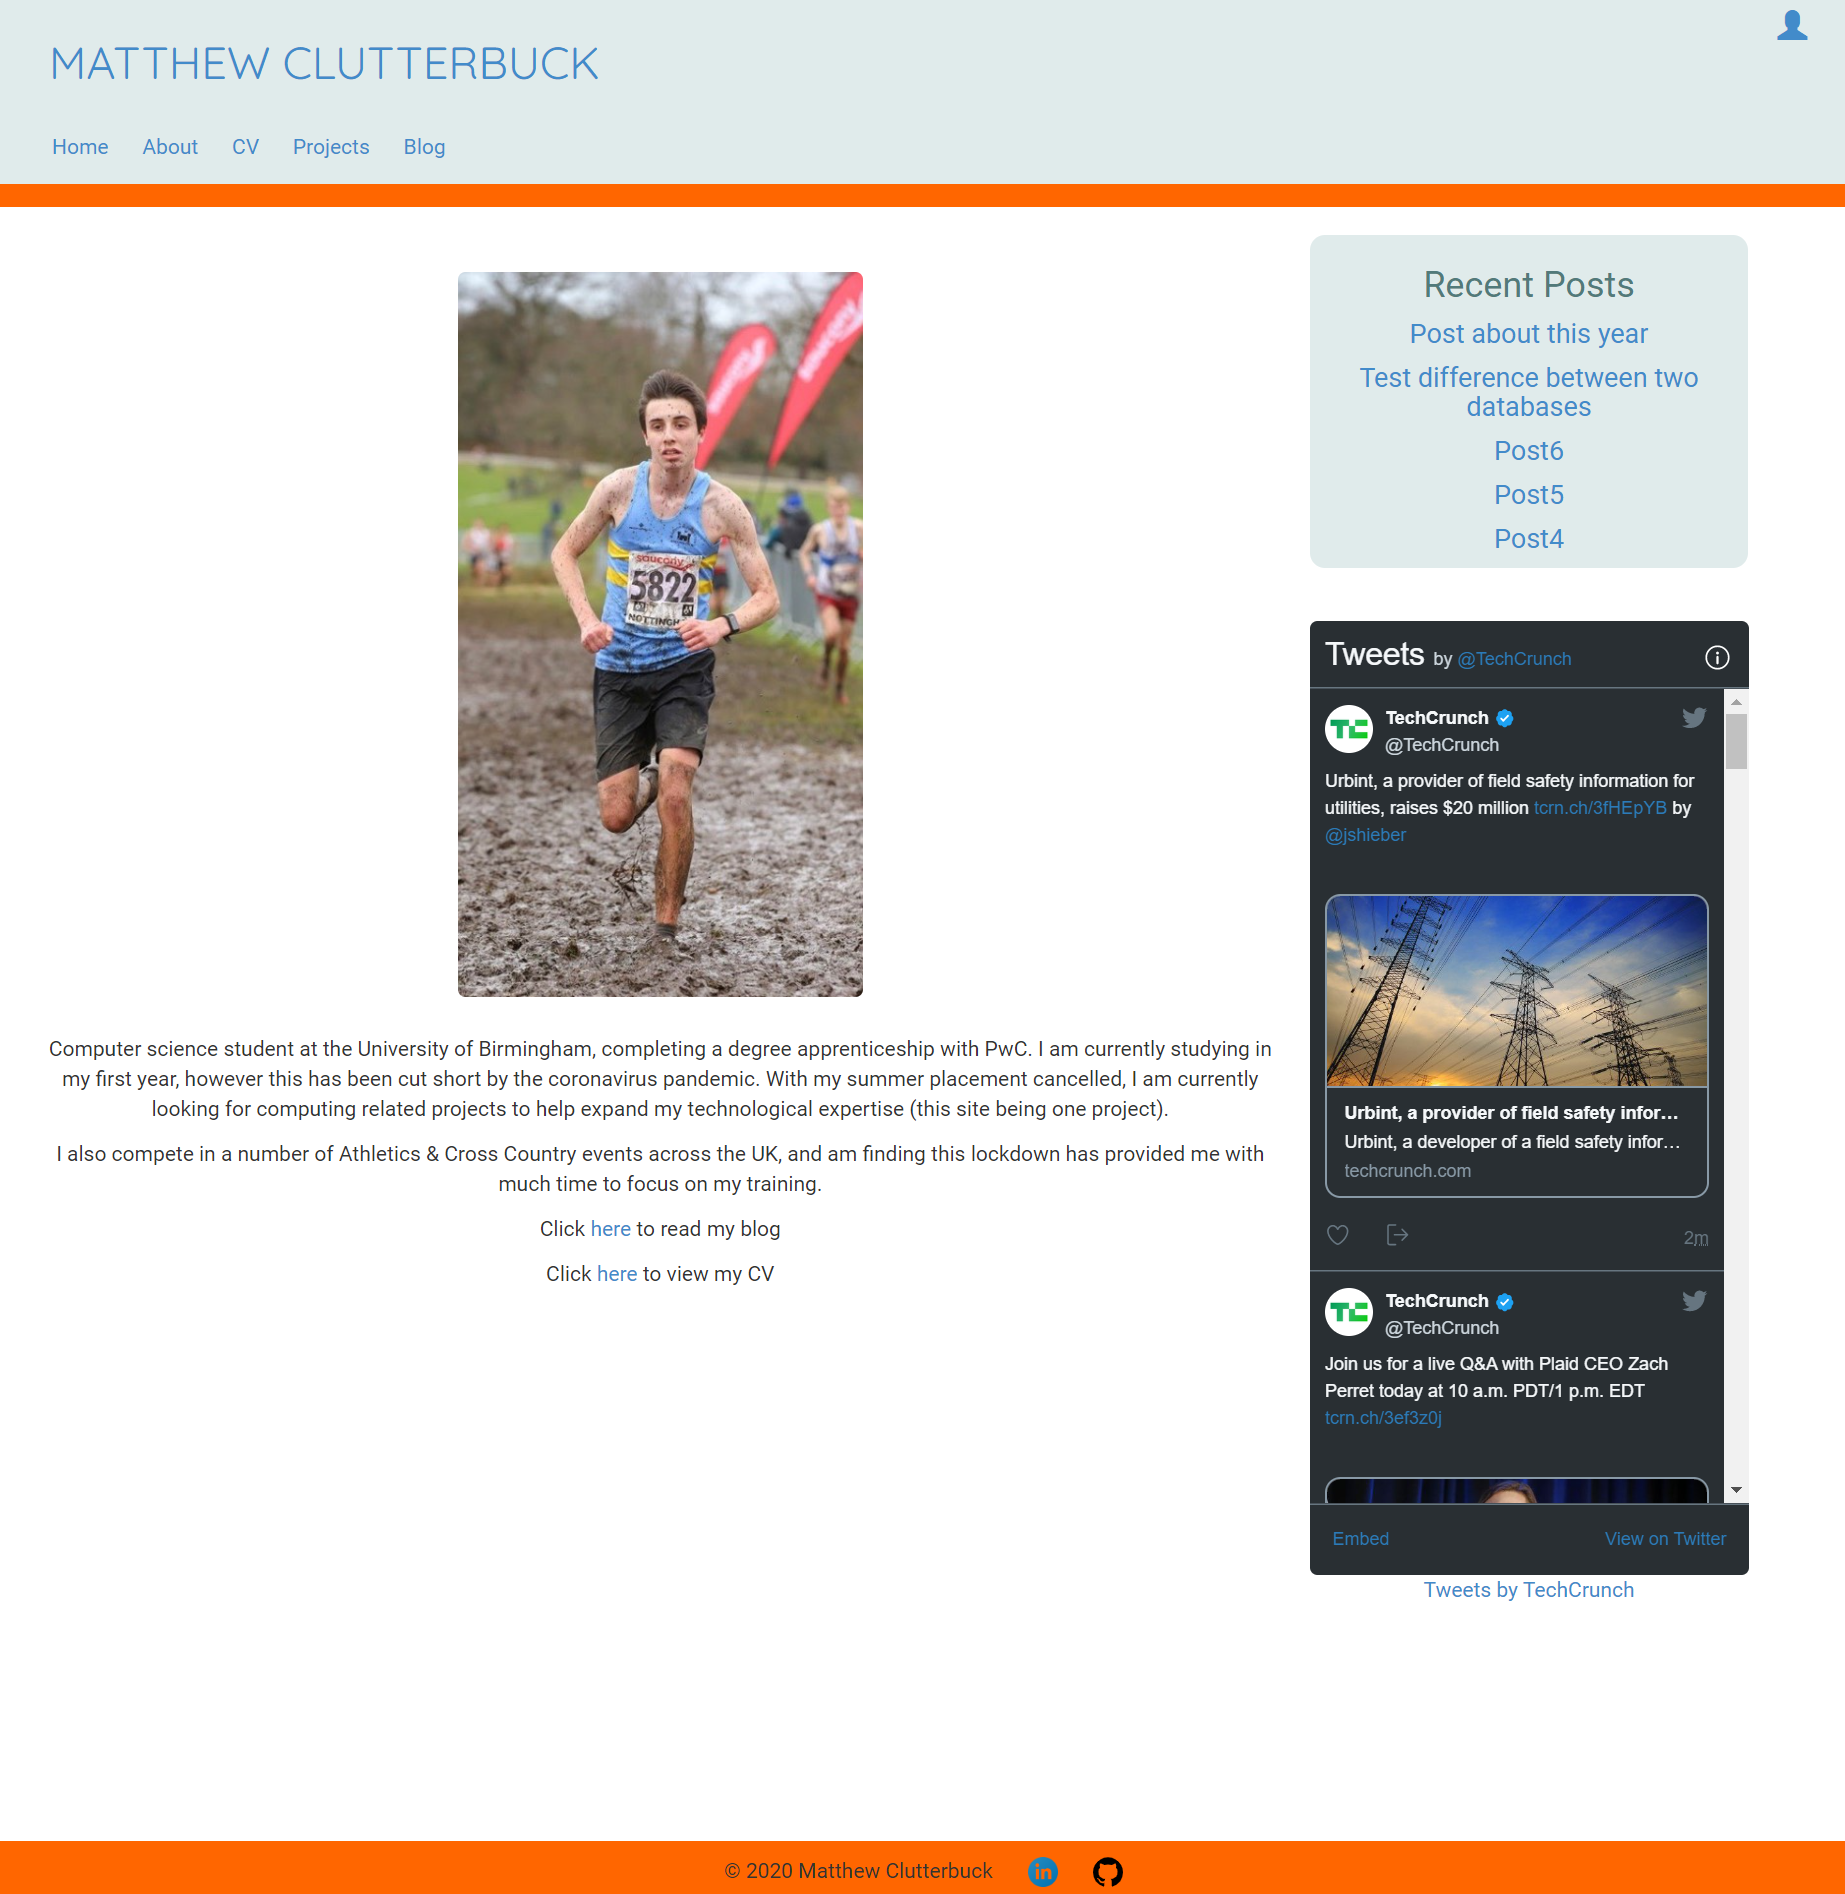 MATTHEW CLUTTERBUCK
Home About CV Projects Blog
saucony
5822
NOTTINGH
Computer science student at the University of Birmingham, completing a degree apprenticeship with PwC. I am currently studying in
my first year, however this has been cut short by the coronavirus pandemic. With my summer placement cancelled, I am currently
looking for computing related projects to help expand my technological expertise (this site being one project).
I also compete in a number of Athletics & Cross Country events across the UK, and am finding this lockdown has provided me with
much time to focus on my training.
Click here to read my blog
Click here to view my CV
Recent Posts
Post about this year
Test difference between two
databases
Post6
Post5
Post4
Tweets by @TechCrunch
TC
TechCrunch
@TechCrunch
Urbint, a provider of field safety information for
utilities, raises $20 million tcrn.ch/3fHEpYB by
@jshieber
Urbint, a provider of field safety infor...
Urbint, a developer of a field safety infor...
techcrunch.com
2m
TC
TechCrunch
@TechCrunch
Join us for a live Q&A with Plaid CEO Zach
Perret today at 10 a.m. PDT/1 p.m. EDT
tcrn.ch/3ef3z0j
Embed View on Twitter
Tweets by TechCrunch
© 2020 Matthew Clutterbuck in